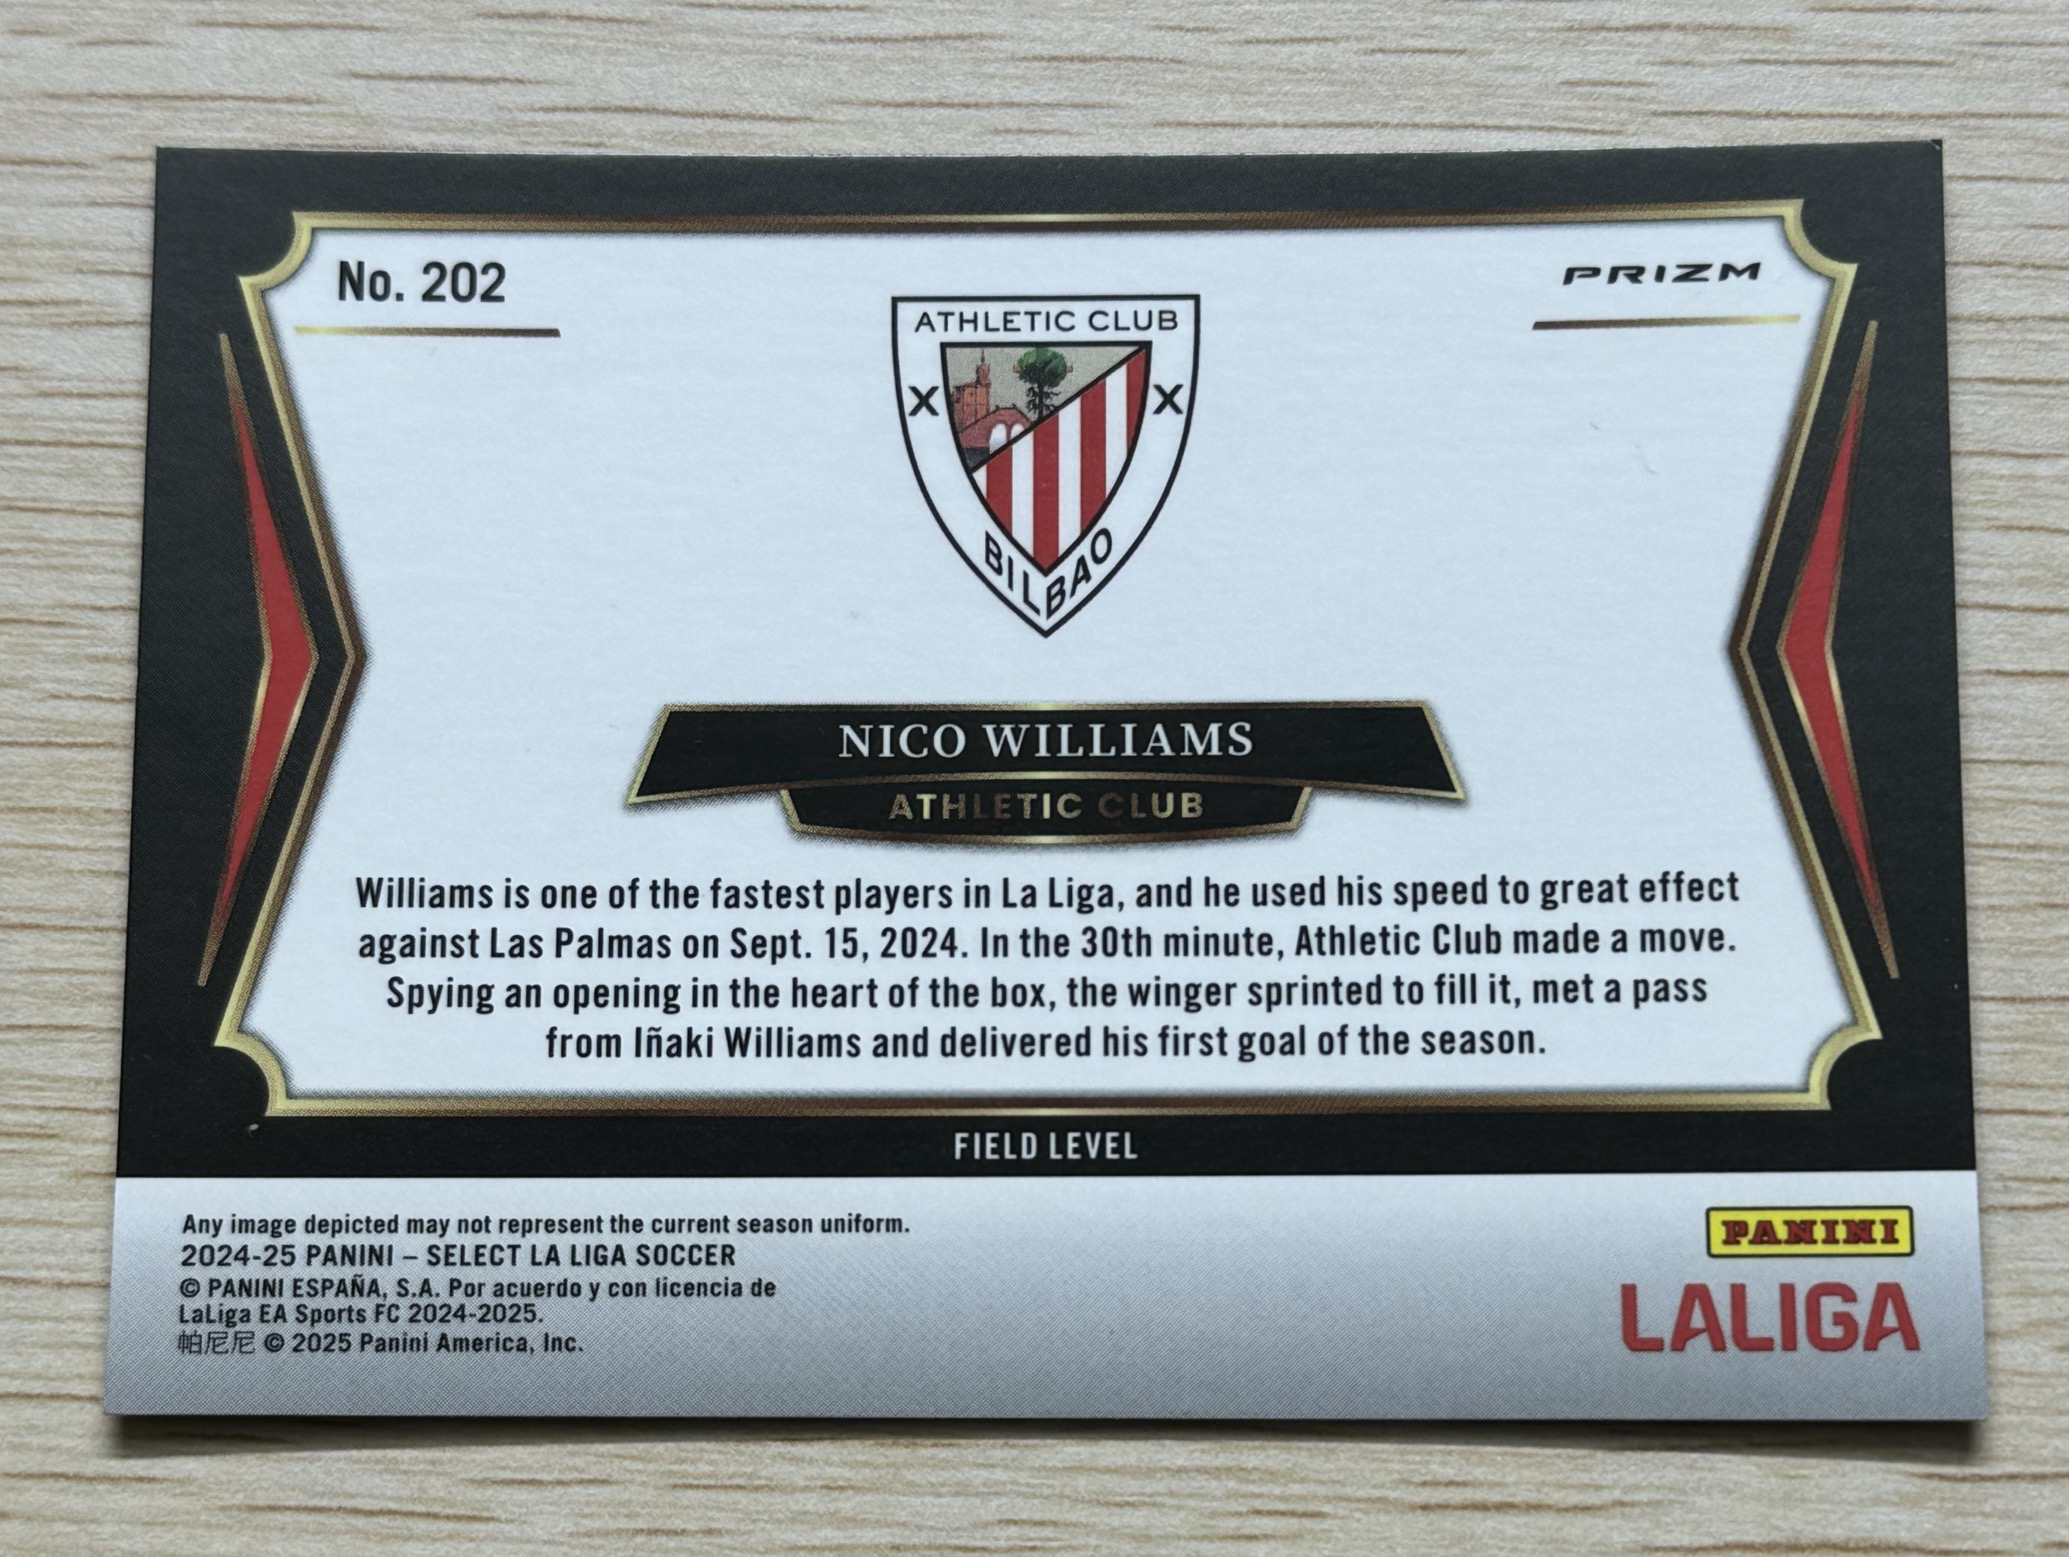 No. 202
PRIZM
ATHLETIC CLUB
X X
BILBAO
NICO WILLIAMS
ATHLETIC CLUB
Williams is one of the fastest players in La Liga, and he used his speed to great effect
against Las Palmas on Sept. 15, 2024. In the 30th minute, Athletic Club made a move.
Spying an opening in the heart of the box, the winger sprinted to fill it, met a pass
from Iñaki Williams and delivered his first goal of the season.
FIELD LEVEL
Any image depicted may not represent the current season uniform.
2024-25 PANINI – SELECT LA LIGA SOCCER
© PANINI ESPAÑA, S.A. Por acuerdo y con licencia de
LaLiga EA Sports FC 2024-2025.
帕尼尼 © 2025 Panini America, Inc.
PANINI
LALIGA